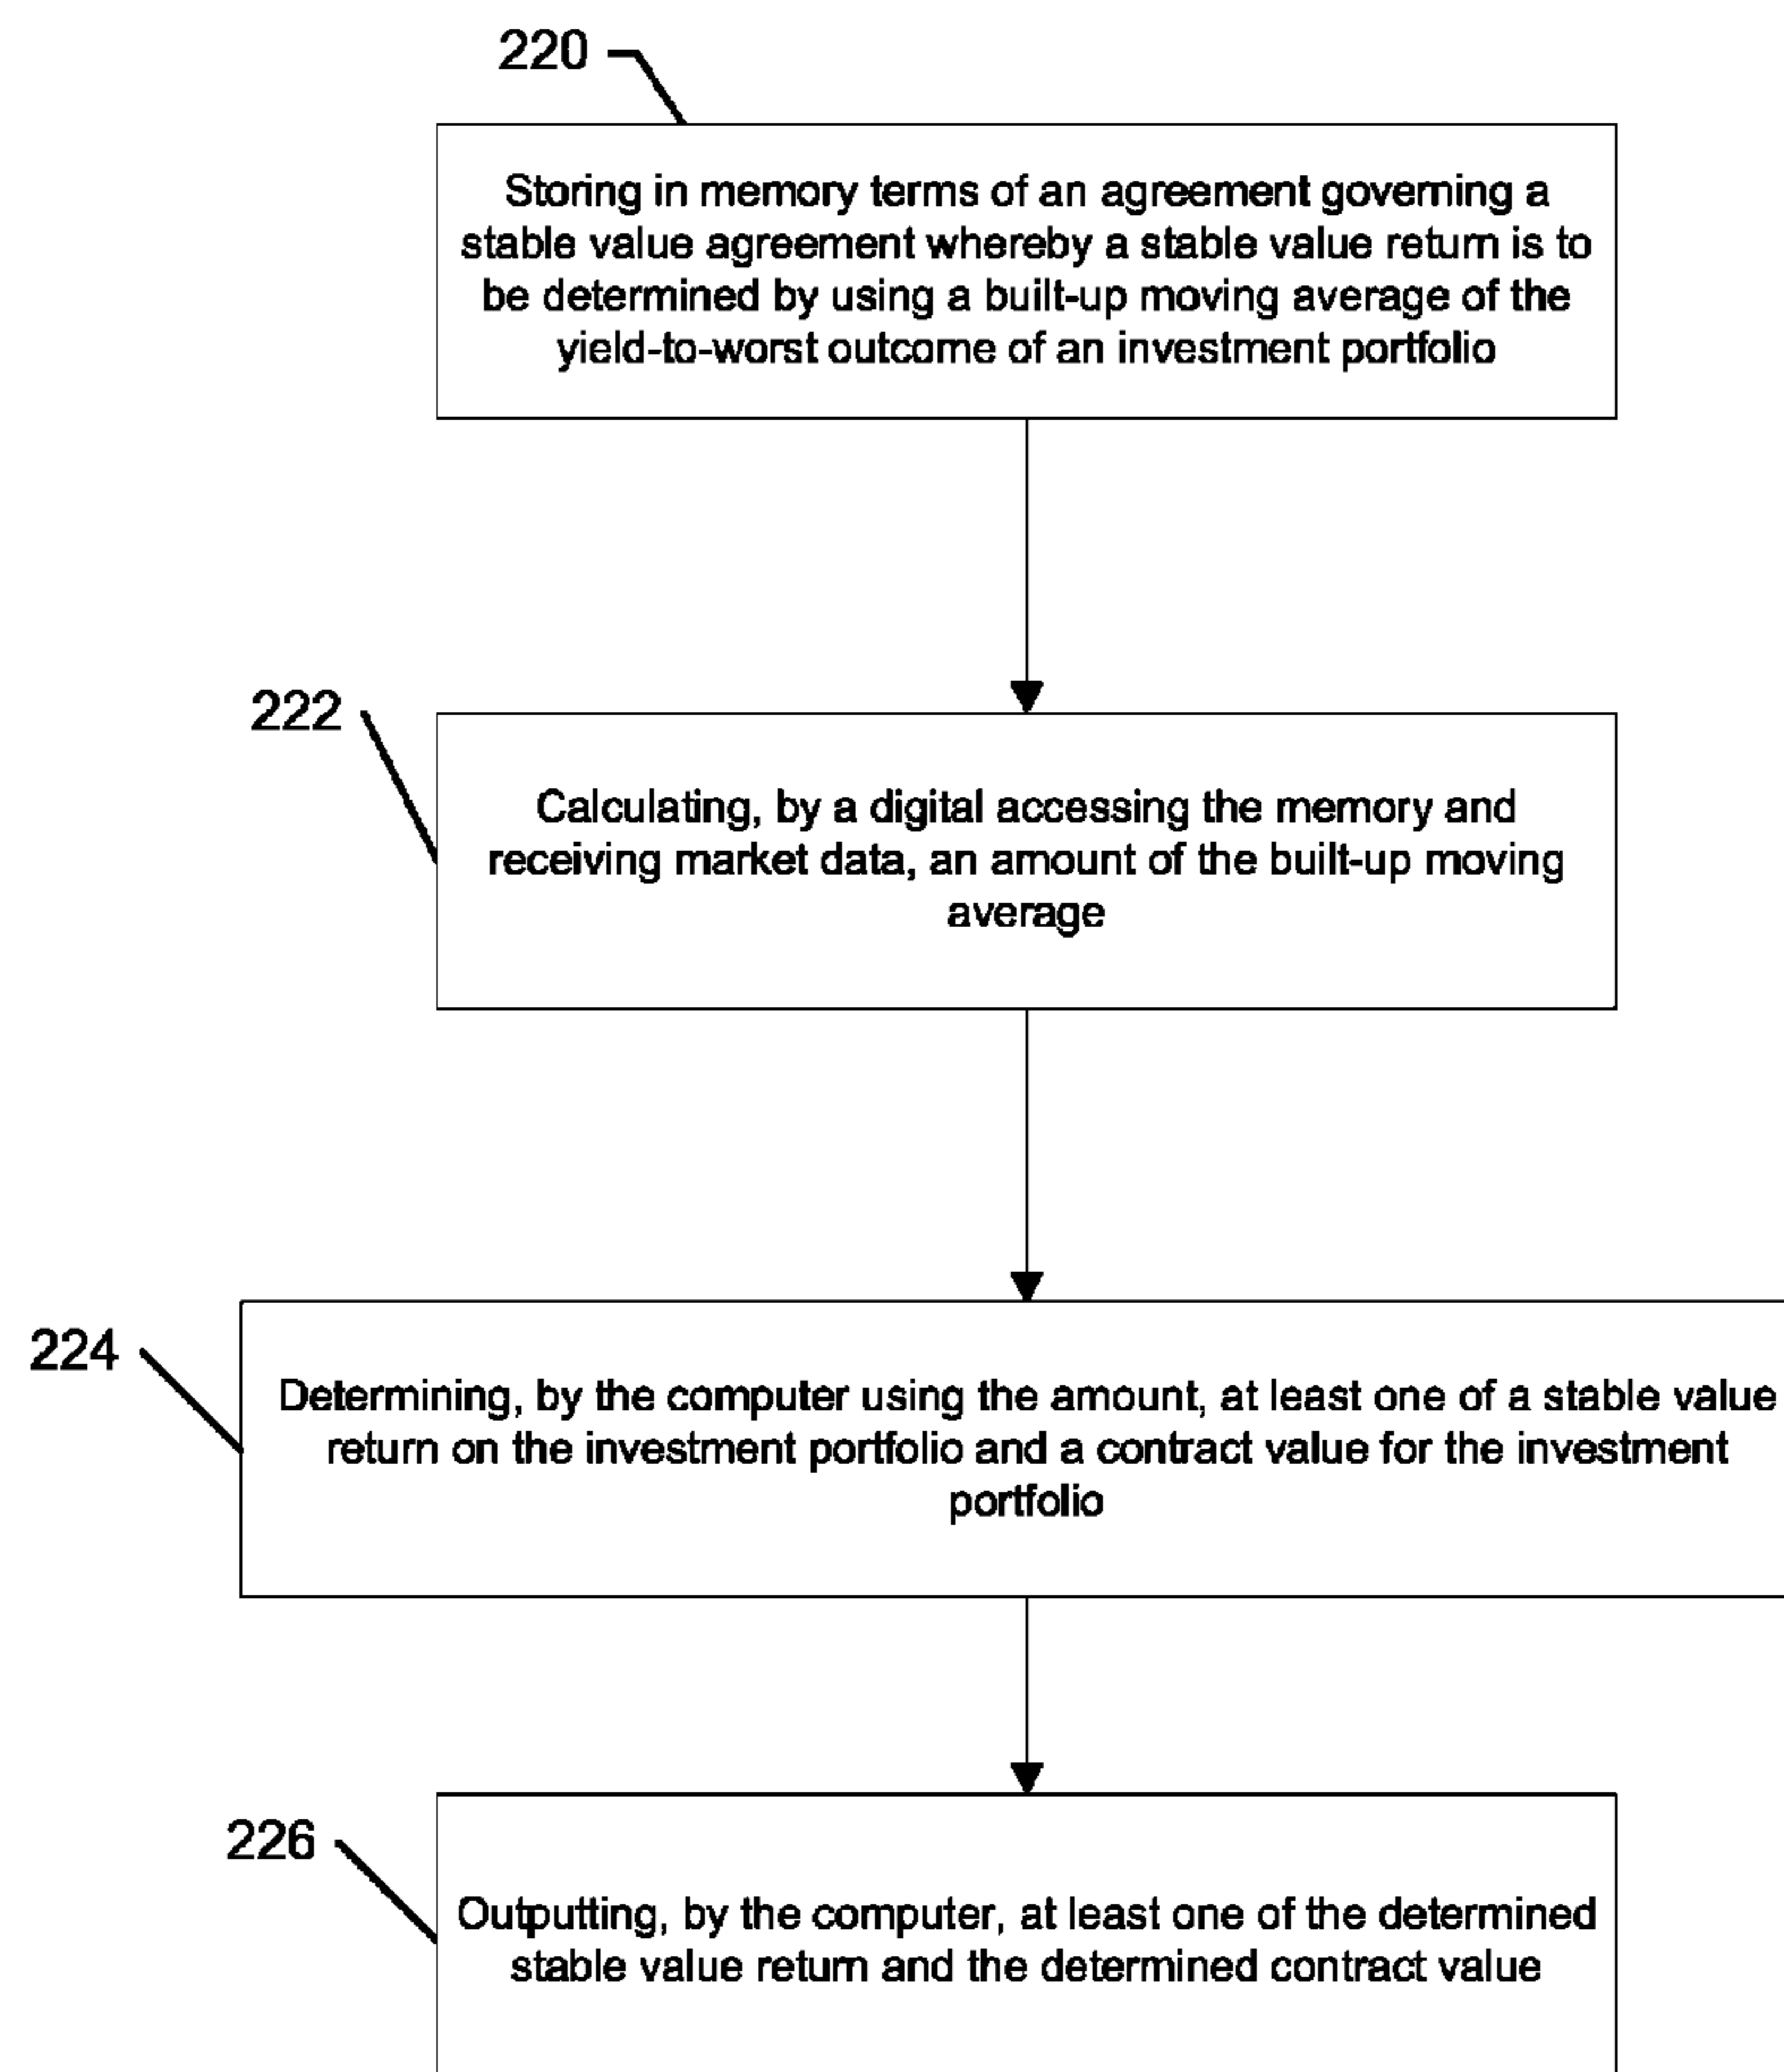 220
Storing in memory terms of an agreement governing a
stable value agreement whereby a stable value return is to
be determined by using a built-up moving average of the
yield-to-worst outcome of an investment portfolio
222
Calculating, by a digital accessing the memory and
receiving market data, an amount of the built-up moving
average
224
Determining, by the computer using the amount, at least one of a stable value
return on the investment portfolio and a contract value for the investment
portfolio
226
Outputting, by the computer, at least one of the determined
stable value return and the determined contract value